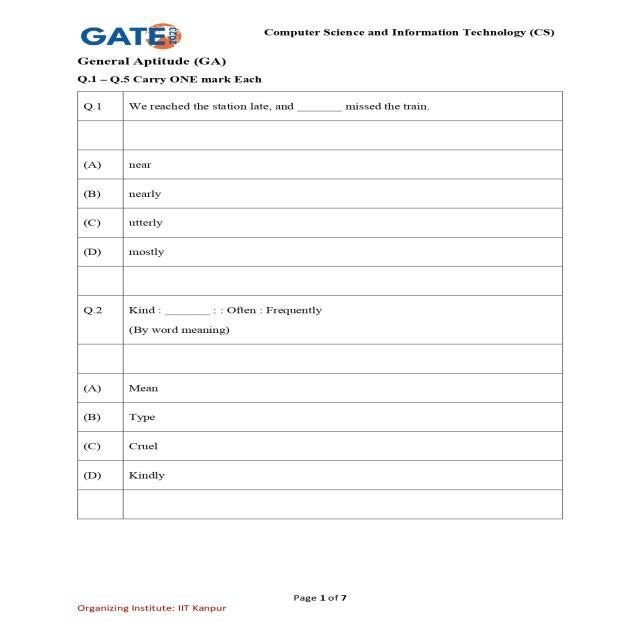 GATE 2023
Computer Science and Information Technology (CS)
General Aptitude (GA)
Q.1 – Q.5 Carry ONE mark Each
Q.1 We reached the station late, and _______ missed the train.
(A) near
(B) nearly
(C) utterly
(D) mostly
Q.2 Kind : _______ : : Often : Frequently
(By word meaning)
(A) Mean
(B) Type
(C) Cruel
(D) Kindly
Page 1 of 7
Organizing Institute: IIT Kanpur